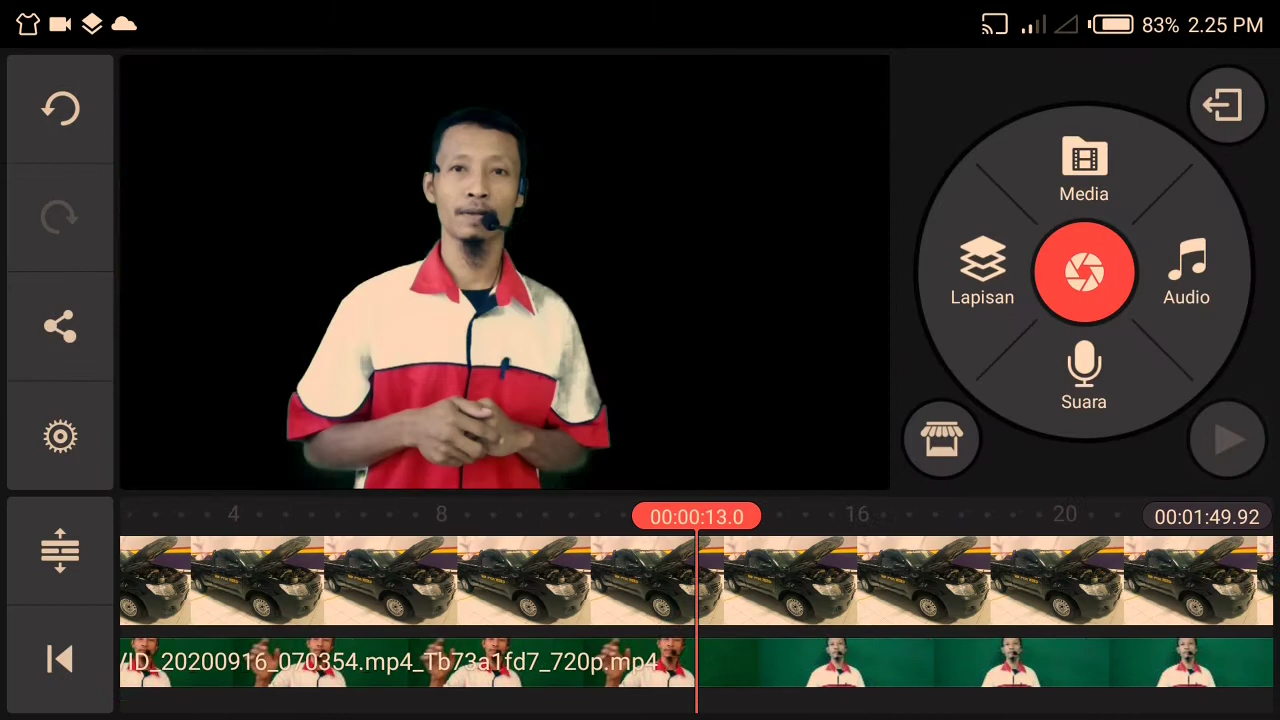 83% 2.25 PM
Media
Lapisan
Audio
Suara
4
8
00:00:13.0
16
20
00:01:49.92
VID_20200916_070354.mp4_Tb73a1fd7_720p.mp4